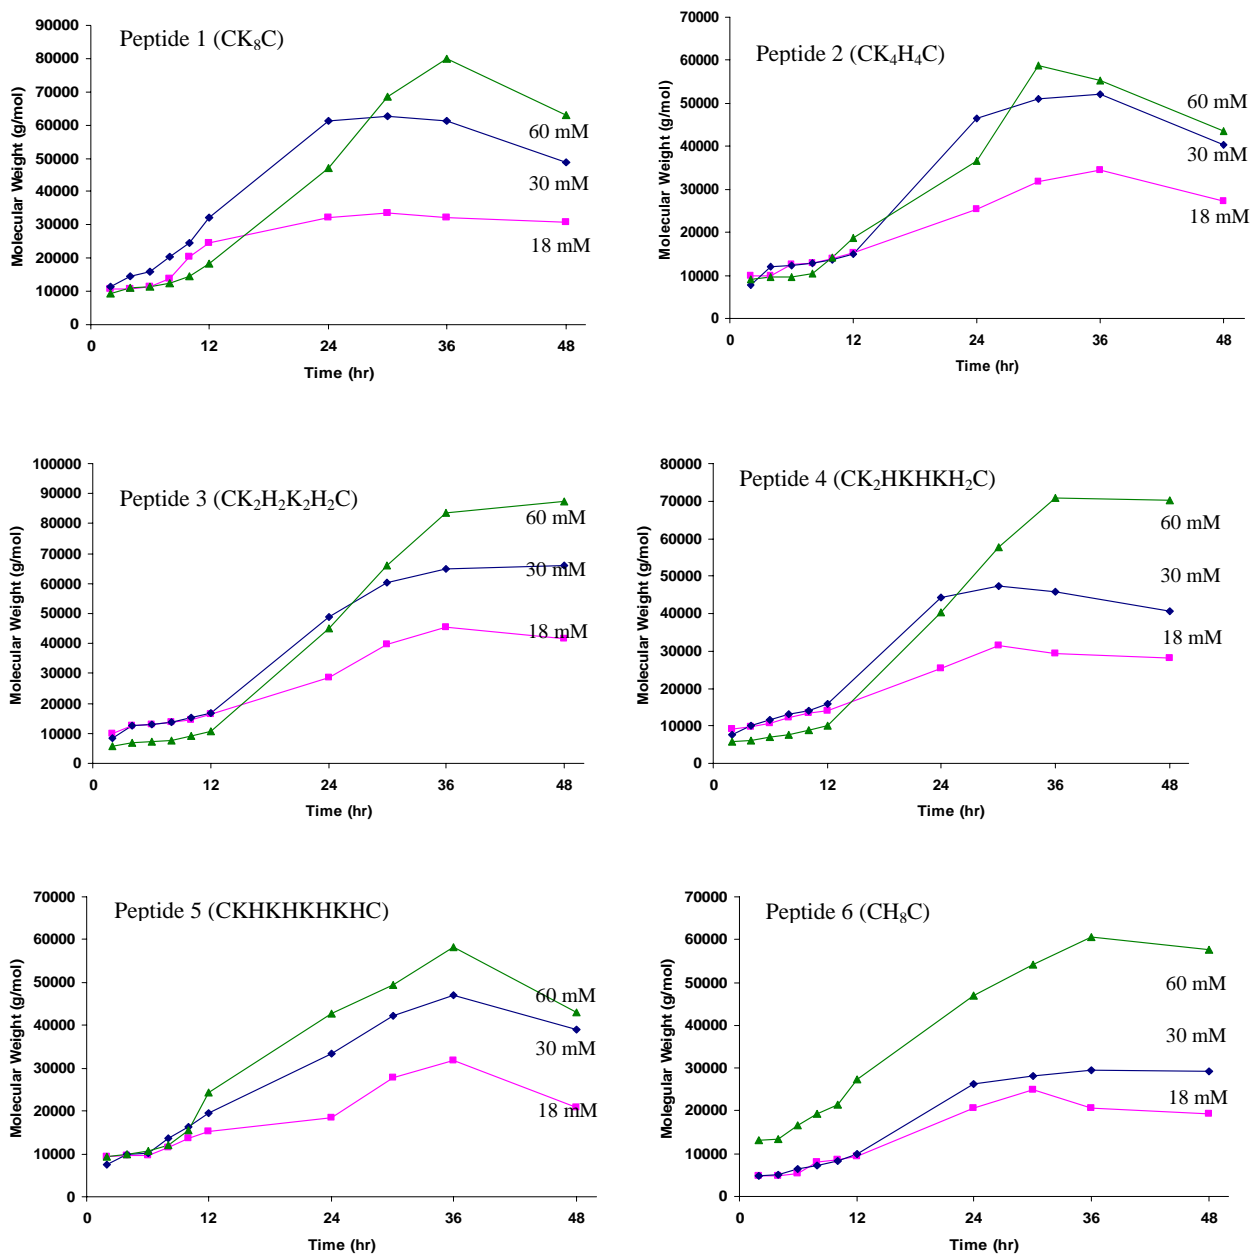 Peptide 1 (CK₈C)
Molecular Weight (g/mol)
90000
80000
70000
60000
50000
40000
30000
20000
10000
0
60 mM
30 mM
18 mM
0 12 24 36 48
Time (hr)
Peptide 2 (CK₄H₄C)
Molecular Weight (g/mol)
70000
60000
50000
40000
30000
20000
10000
0
60 mM
30 mM
18 mM
0 12 24 36 48
Time (hr)
Peptide 3 (CK₂H₂K₂H₂C)
Molecular Weight (g/mol)
100000
90000
80000
70000
60000
50000
40000
30000
20000
10000
0
60 mM
30 mM
18 mM
0 12 24 36 48
Time (hr)
Peptide 4 (CK₂HKHKH₂C)
Molecular Weight (g/mol)
80000
70000
60000
50000
40000
30000
20000
10000
0
60 mM
30 mM
18 mM
0 12 24 36 48
Time (hr)
Peptide 5 (CKHKHKHKHC)
Molecular Weight (g/mol)
70000
60000
50000
40000
30000
20000
10000
0
60 mM
30 mM
18 mM
0 12 24 36 48
Time (hr)
Peptide 6 (CH₈C)
Molegular Weight (g/mol)
70000
60000
50000
40000
30000
20000
10000
0
60 mM
30 mM
18 mM
0 12 24 36 48
Time (hr)